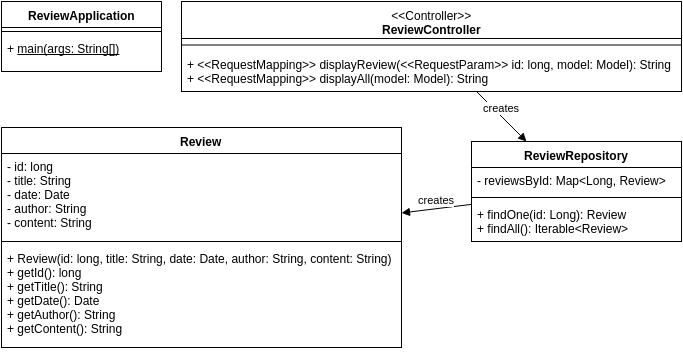 ReviewApplication
+ main(args: String[])
<<Controller>>
ReviewController
+ <<RequestMapping>> displayReview(<<RequestParam>> id: long, model: Model): String
+ <<RequestMapping>> displayAll(model: Model): String
creates
Review
- id: long
- title: String
- date: Date
- author: String
- content: String
+ Review(id: long, title: String, date: Date, author: String, content: String)
+ getId(): long
+ getTitle(): String
+ getDate(): Date
+ getAuthor(): String
+ getContent(): String
creates
ReviewRepository
- reviewsById: Map<Long, Review>
+ findOne(id: Long): Review
+ findAll(): Iterable<Review>